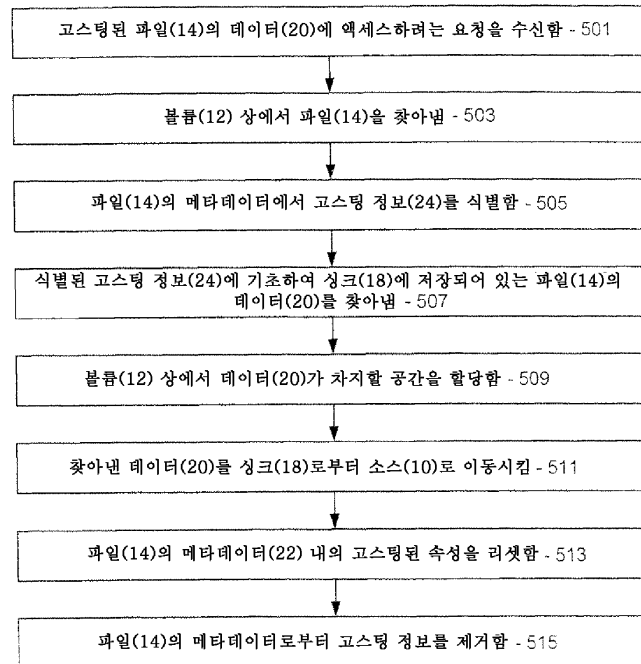 고스팅된 파일(14)의 데이터(20)에 액세스하려는 요청을 수신함 - 501
볼륨(12) 상에서 파일(14)을 찾아냄 - 503
파일(14)의 메타데이터에서 고스팅 정보(24)를 식별함 - 505
식별된 고스팅 정보(24)에 기초하여 싱크(18)에 저장되어 있는 파일(14)의
데이터(20)를 찾아냄 - 507
볼륨(12) 상에서 데이터(20)가 차지할 공간을 할당함 - 509
찾아낸 데이터(20)를 싱크(18)로부터 소스(10)로 이동시킴 - 511
파일(14)의 메타데이터(22) 내의 고스팅된 속성을 리셋함 - 513
파일(14)의 메타데이터로부터 고스팅 정보를 제거함 - 515